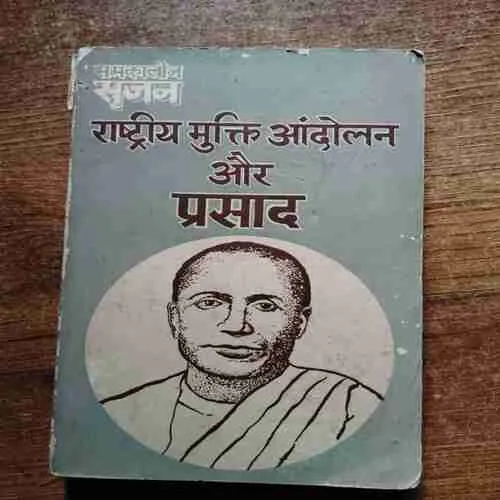 समकालीन
सृजन
राष्ट्रीय मुक्ति आंदोलन
और
प्रसाद